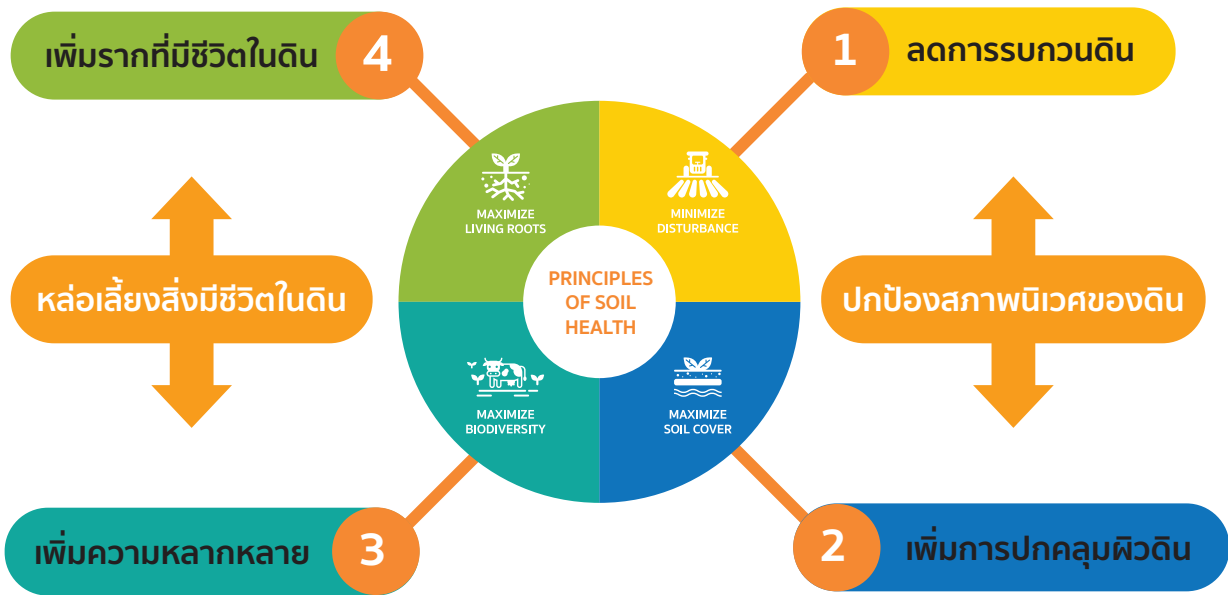 เพิ่มรากที่มีชีวิตในดิน 4
1 ลดการรบกวนดิน
MAXIMIZE
LIVING ROOTS
MINIMIZE
DISTURBANCE
หล่อเลี้ยงสิ่งมีชีวิตในดิน
PRINCIPLES
OF SOIL
HEALTH
ปกป้องสภาพนิเวศของดิน
MAXIMIZE
BIODIVERSITY
MAXIMIZE
SOIL COVER
เพิ่มความหลากหลาย 3
2 เพิ่มการปกคลุมผิวดิน